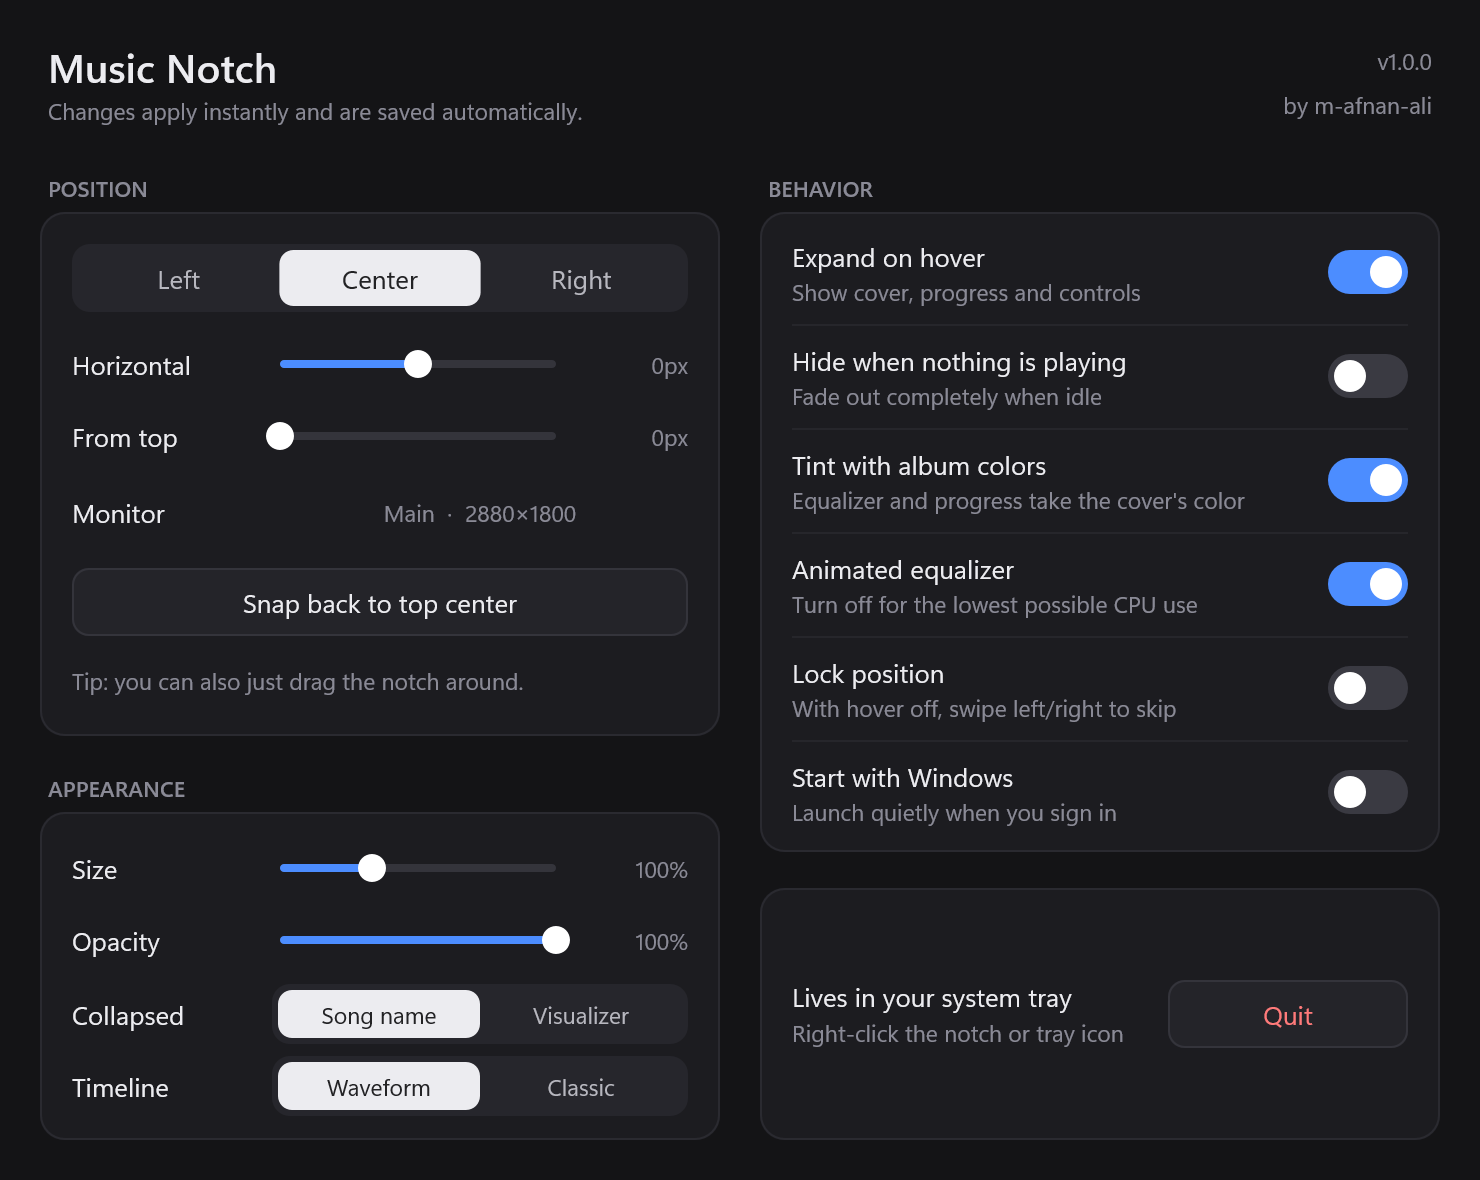 Music Notch
Changes apply instantly and are saved automatically.
v1.0.0
by m-afnan-ali
POSITION
Left Center Right
Horizontal 0px
From top 0px
Monitor Main · 2880×1800
Snap back to top center
Tip: you can also just drag the notch around.
APPEARANCE
Size 100%
Opacity 100%
Collapsed Song name Visualizer
Timeline Waveform Classic
BEHAVIOR
Expand on hover
Show cover, progress and controls
Hide when nothing is playing
Fade out completely when idle
Tint with album colors
Equalizer and progress take the cover's color
Animated equalizer
Turn off for the lowest possible CPU use
Lock position
With hover off, swipe left/right to skip
Start with Windows
Launch quietly when you sign in
Lives in your system tray
Right-click the notch or tray icon
Quit